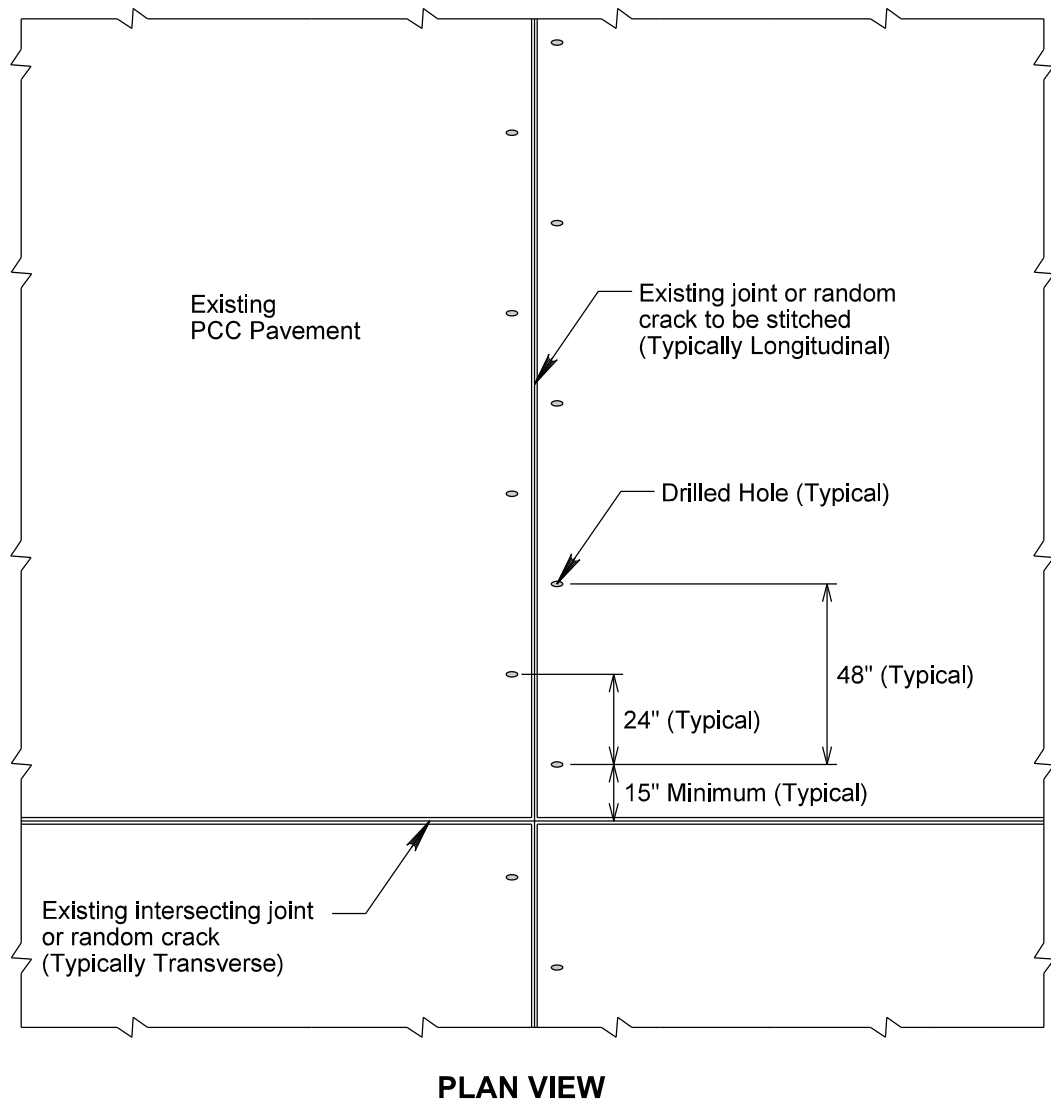 Existing
PCC Pavement
Existing joint or random
crack to be stitched
(Typically Longitudinal)
Drilled Hole (Typical)
48" (Typical)
24" (Typical)
15" Minimum (Typical)
Existing intersecting joint
or random crack
(Typically Transverse)
PLAN VIEW